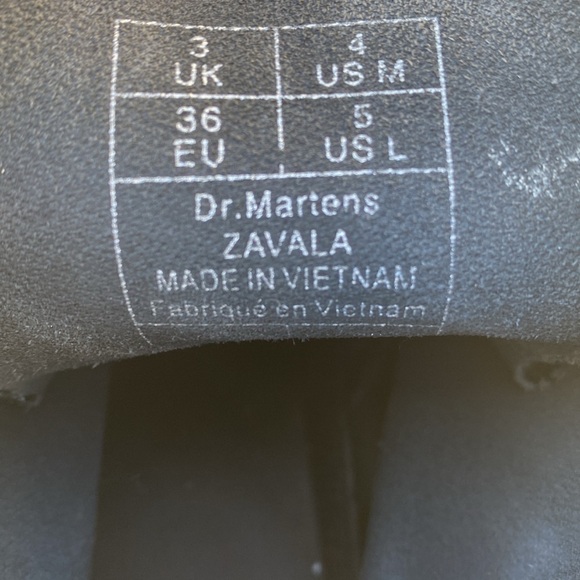 3 4
UK US M
36 5
EU US L
Dr.Martens
ZAVALA
MADE IN VIETNAM
Fabriqué en Vietnam